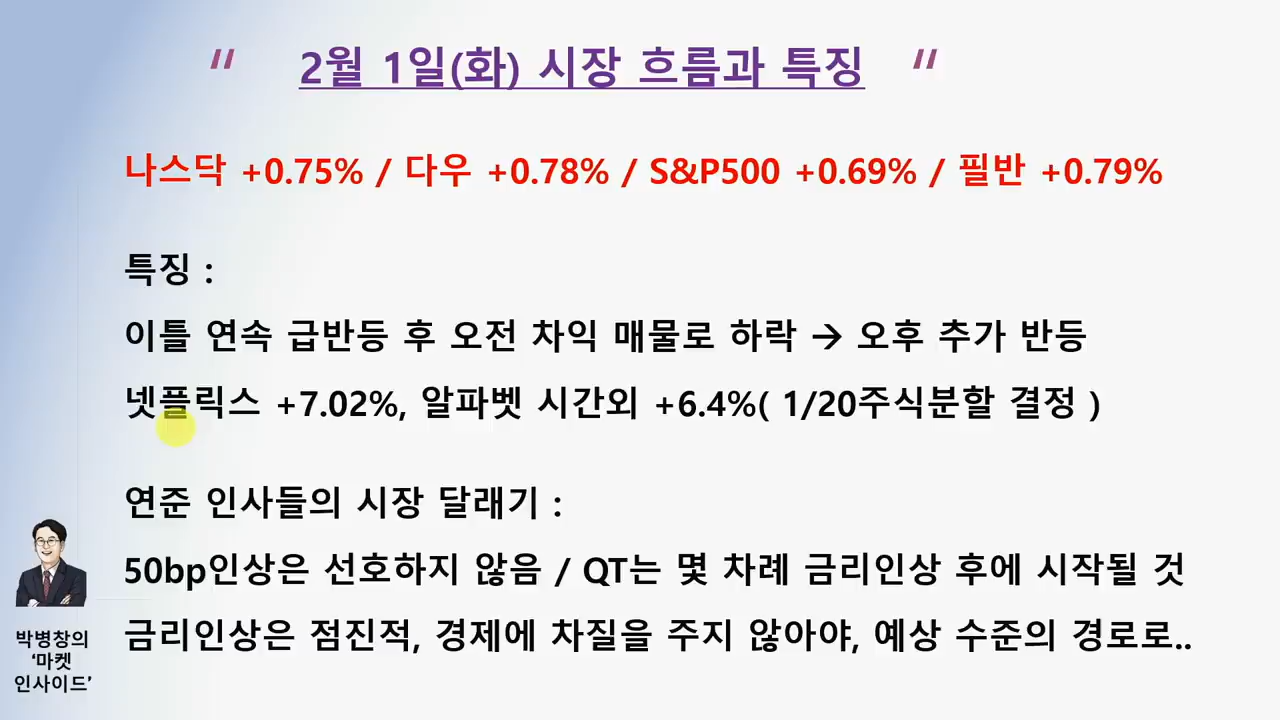 “ 2월 1일(화) 시장 흐름과 특징 “
나스닥 +0.75% / 다우 +0.78% / S&P500 +0.69% / 필반 +0.79%
특징 :
이틀 연속 급반등 후 오전 차익 매물로 하락 → 오후 추가 반등
넷플릭스 +7.02%, 알파벳 시간외 +6.4%( 1/20주식분할 결정 )
연준 인사들의 시장 달래기 :
50bp인상은 선호하지 않음 / QT는 몇 차례 금리인상 후에 시작될 것
금리인상은 점진적, 경제에 차질을 주지 않아야, 예상 수준의 경로로..
박병창의
‘마켓
인사이드’